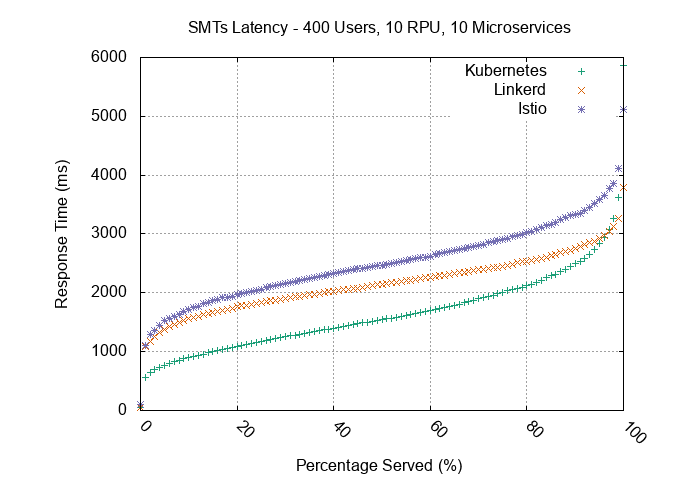 SMTs Latency - 400 Users, 10 RPU, 10 Microservices
6000
5000
4000
3000
2000
1000
0
Response Time (ms)
Kubernetes
Linkerd
Istio
0
20
40
60
80
100
Percentage Served (%)